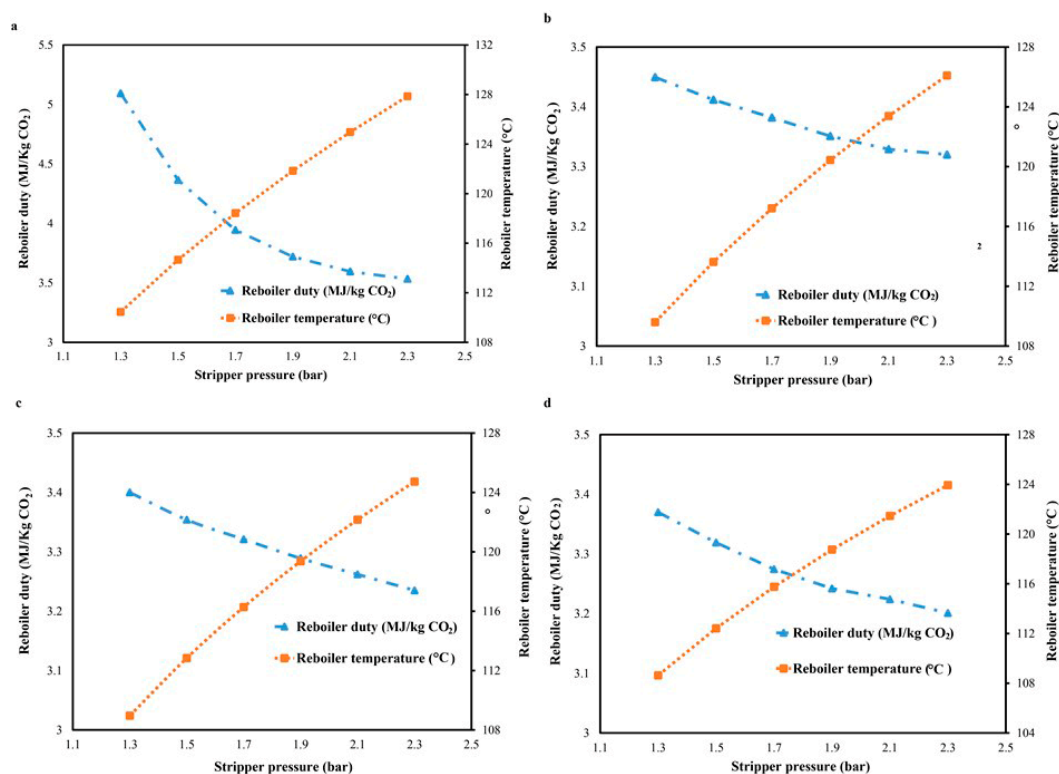 a
5.5
5
4.5
4
3.5
3
132
128
124
120
116
112
108
1.1 1.3 1.5 1.7 1.9 2.1 2.3 2.5
Reboiler duty (MJ/Kg CO₂)
Reboiler temperature (°C)
Stripper pressure (bar)
Reboiler duty (MJ/kg CO₂)
Reboiler temperature (°C)
b
3.5
3.4
3.3
3.2
3.1
3
128
124
120
116
112
108
1.1 1.3 1.5 1.7 1.9 2.1 2.3 2.5
Reboiler duty (MJ/Kg CO₂)
Reboiler temperature (°C)
o
2
Stripper pressure (bar)
Reboiler duty (MJ/kg CO₂)
Reboiler temperature (°C )
c
3.5
3.4
3.3
3.2
3.1
3
128
124
120
116
112
108
1.1 1.3 1.5 1.7 1.9 2.1 2.3 2.5
Reboiler duty (MJ/Kg CO₂)
Reboiler temperature (°C)
o
Stripper pressure (bar)
Reboiler duty (MJ/kg CO₂)
Reboiler temperature (°C )
d
3.5
3.4
3.3
3.2
3.1
3
128
124
120
116
112
108
104
1.1 1.3 1.5 1.7 1.9 2.1 2.3 2.5
Reboiler duty (MJ/Kg CO₂)
Reboiler temperature (°C)
Stripper pressure (bar)
Reboiler duty (MJ/kg CO₂)
Reboiler temperature (°C )